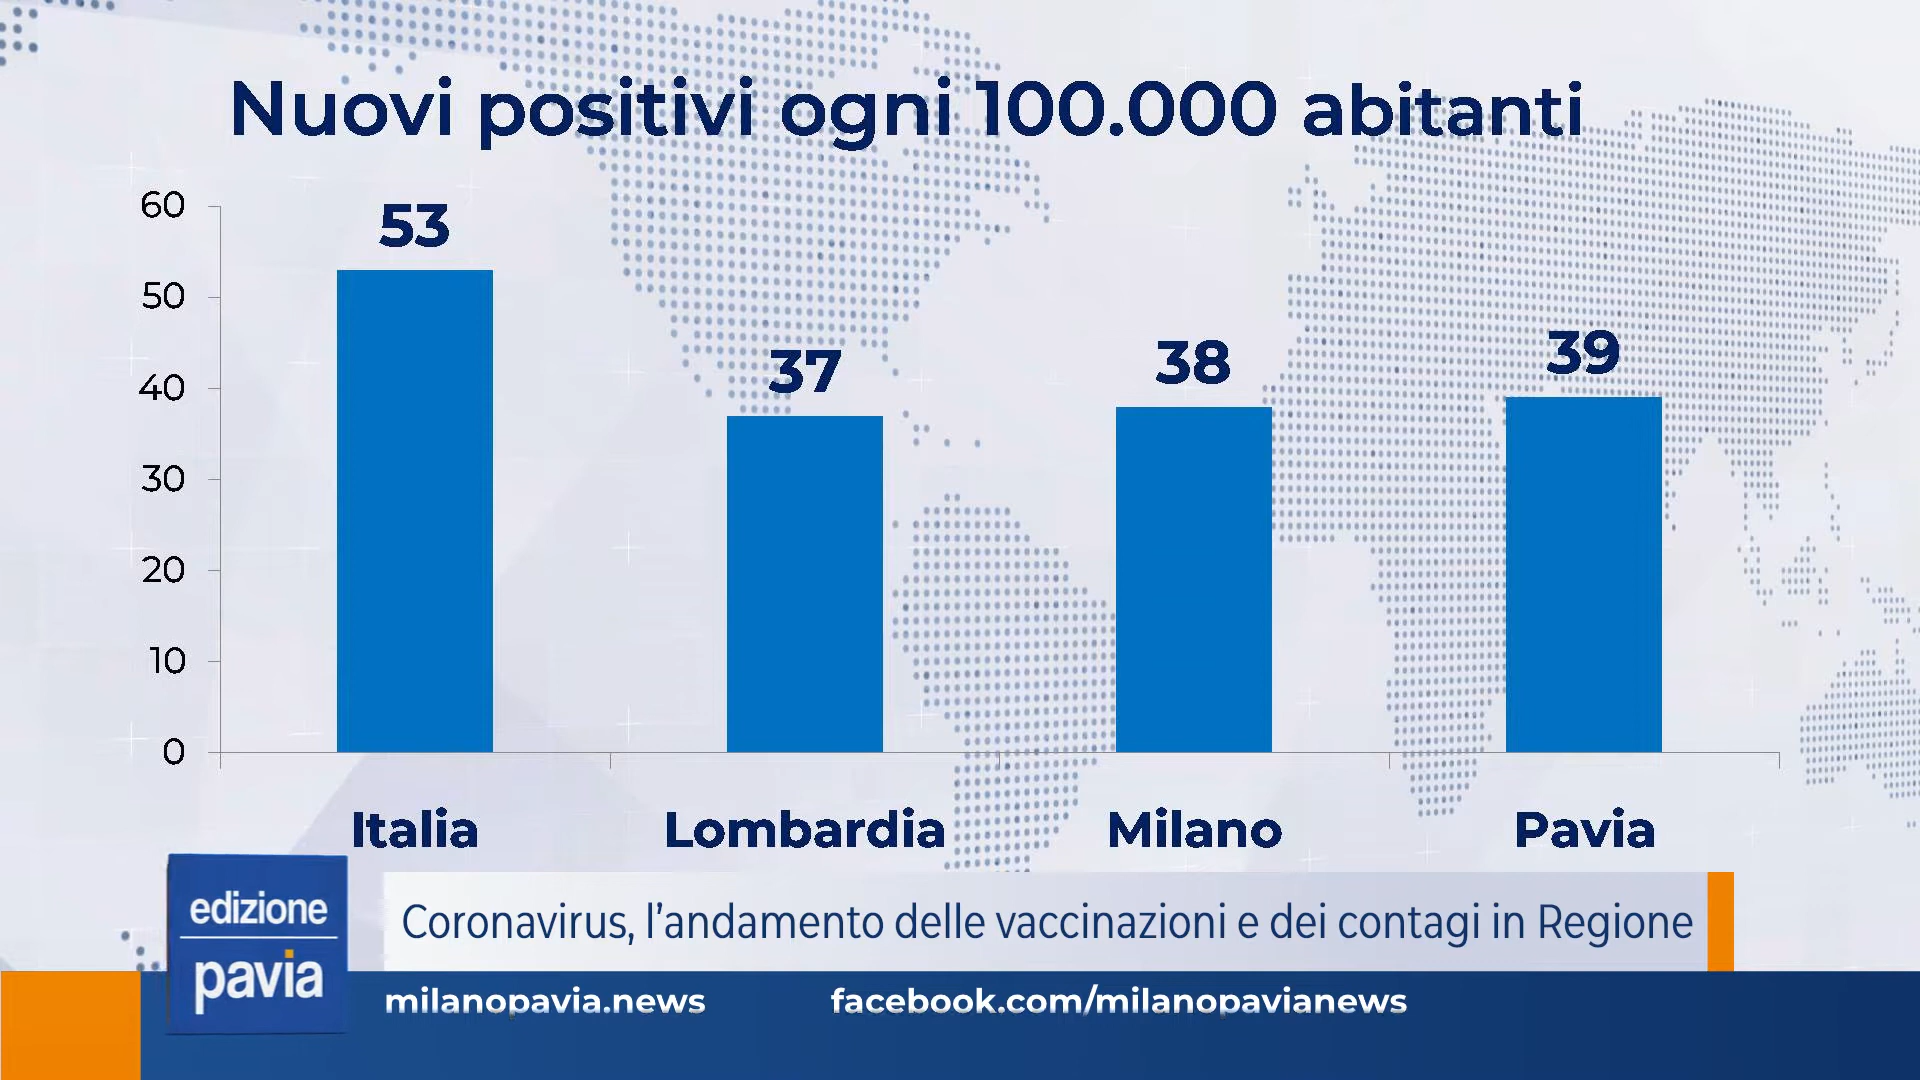 Nuovi positivi ogni 100.000 abitanti
60
50
40
30
20
10
0
53
37
38
39
Italia
Lombardia
Milano
Pavia
edizione
pavia
Coronavirus, l'andamento delle vaccinazioni e dei contagi in Regione
milanopavia.news
facebook.com/milanopavianews